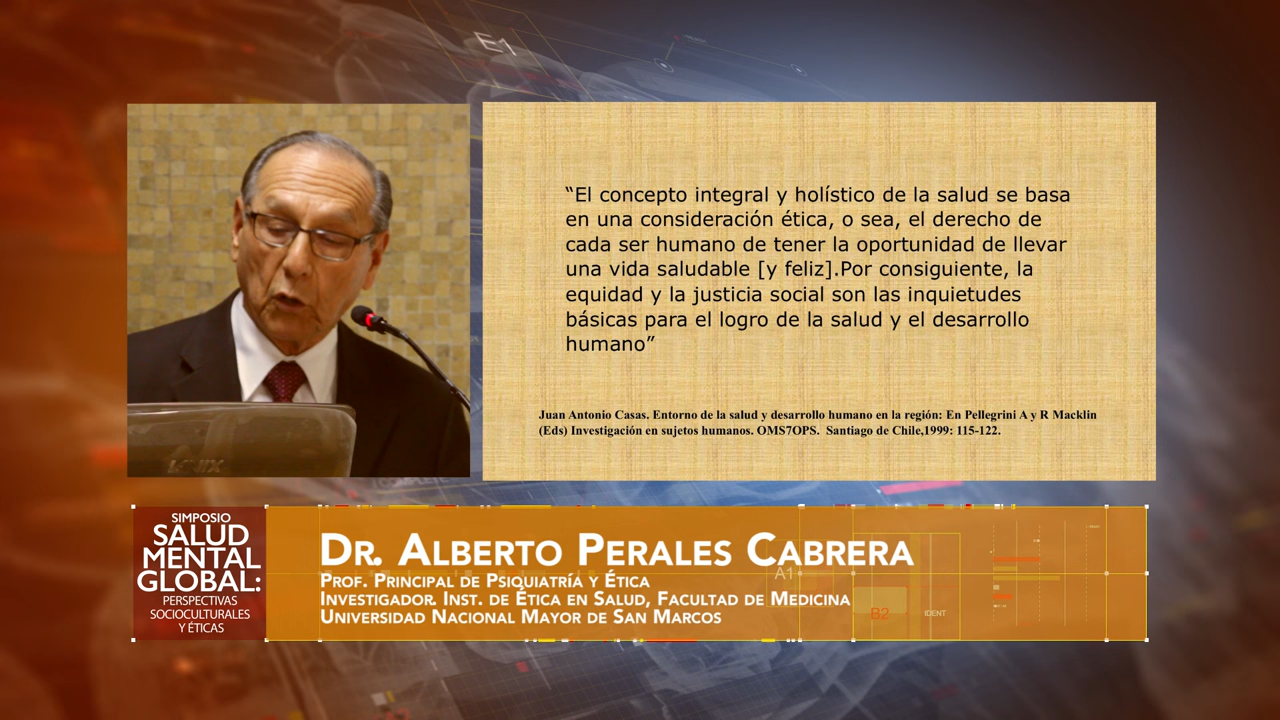 E1
“El concepto integral y holístico de la salud se basa
en una consideración ética, o sea, el derecho de
cada ser humano de tener la oportunidad de llevar
una vida saludable [y feliz].Por consiguiente, la
equidad y la justicia social son las inquietudes
básicas para el logro de la salud y el desarrollo
humano”
Juan Antonio Casas. Entorno de la salud y desarrollo humano en la región: En Pellegrini A y R Macklin
(Eds) Investigación en sujetos humanos. OMS7OPS.  Santiago de Chile,1999: 115-122.
SIMPOSIO
SALUD
MENTAL
GLOBAL:
PERSPECTIVAS
SOCIOCULTURALES
Y ÉTICAS
Dr. Alberto Perales Cabrera
Prof. Principal de Psiquiatría y Ética
Investigador. Inst. de Ética en Salud, Facultad de Medicina
Universidad Nacional Mayor de San Marcos
A1
B2
IDENT